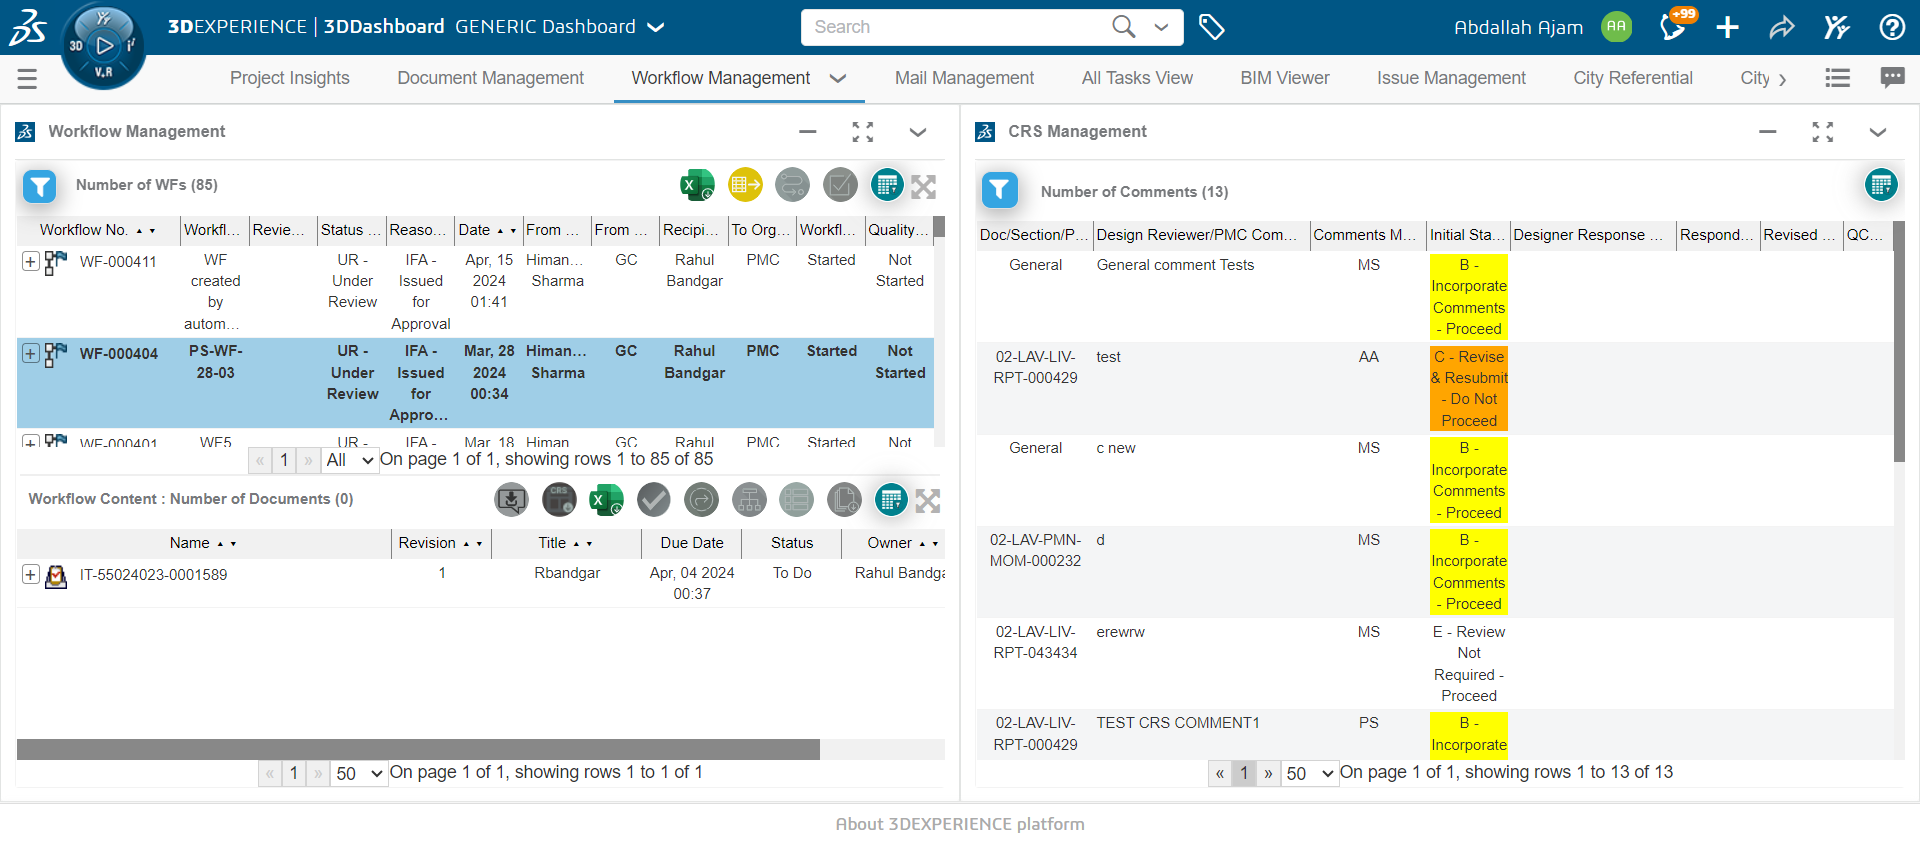 3DEXPERIENCE | 3DDashboard GENERIC Dashboard
Search
Abdallah Ajam AA +99
3D V.R
Project Insights Document Management Workflow Management Mail Management All Tasks View BIM Viewer Issue Management City Referential City
Workflow Management
Number of WFs (85)
Workflow No. Workfl... Revie... Status ... Reaso... Date From ... From ... Recipi... To Org... Workfl... Quality...
WF-000411 WF UR - IFA - Apr, 15 Himan... GC Rahul PMC Started Not
created Under Issued 2024 Sharma Bandgar Started
by Review for 01:41
autom... Approval
WF-000404 PS-WF- UR - IFA - Mar, 28 Himan... GC Rahul PMC Started Not
28-03 Under Issued 2024 Sharma Bandgar Started
Review for 00:34
Appro...
WF-000401 WF5 UR - IFA - Mar, 18 Himan GC Rahul PMC Started Not
« 1 » All On page 1 of 1, showing rows 1 to 85 of 85
Workflow Content : Number of Documents (0)
CRS
Name Revision Title Due Date Status Owner
IT-55024023-0001589 1 Rbandgar Apr, 04 2024 To Do Rahul Bandga
00:37
« 1 » 50 On page 1 of 1, showing rows 1 to 1 of 1
CRS Management
Number of Comments (13)
Doc/Section/P... Design Reviewer/PMC Com... Comments M... Initial Sta... Designer Response ... Respond... Revised ... QC...
General General comment Tests MS B -
Incorporate
Comments
- Proceed
02-LAV-LIV- test AA C - Revise
RPT-000429 & Resubmit
- Do Not
Proceed
General c new MS B -
Incorporate
Comments
- Proceed
02-LAV-PMN- d MS B -
MOM-000232 Incorporate
Comments
- Proceed
02-LAV-LIV- erewrw MS E - Review
RPT-043434 Not
Required -
Proceed
02-LAV-LIV- TEST CRS COMMENT1 PS B -
RPT-000429 Incorporate
« 1 » 50 On page 1 of 1, showing rows 1 to 13 of 13
About 3DEXPERIENCE platform